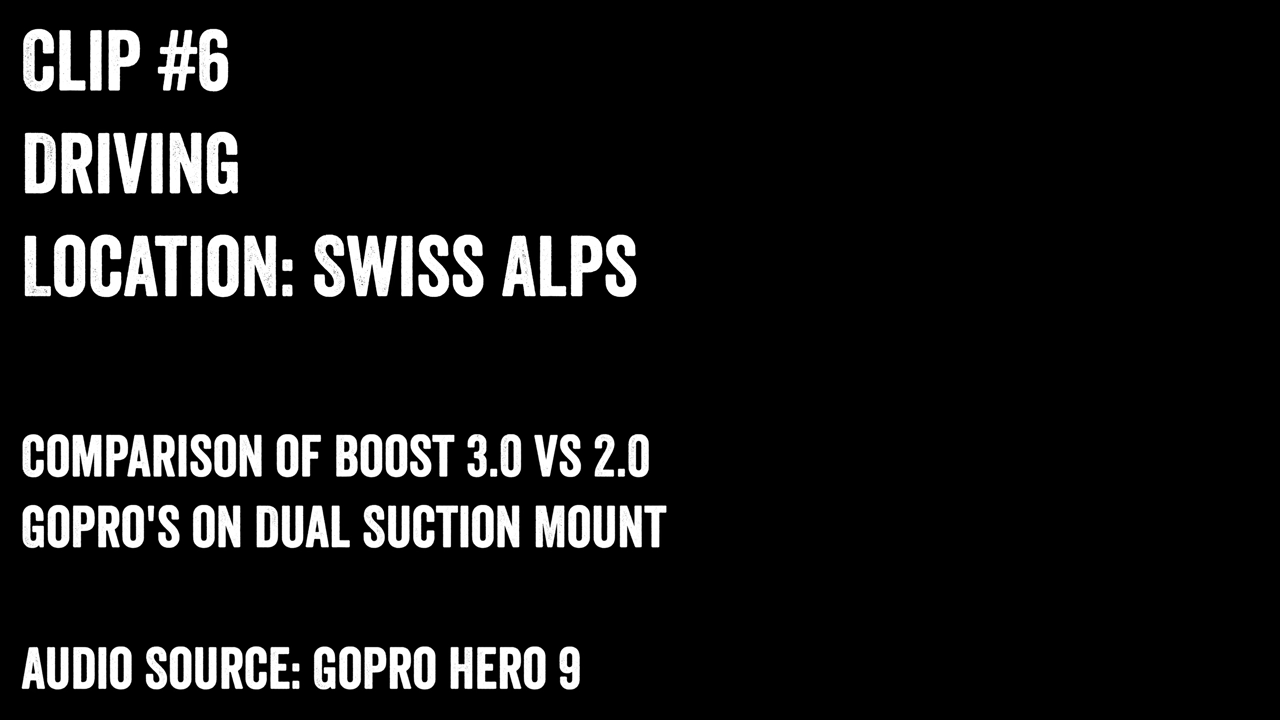 CLIP #6
DRIVING
LOCATION: SWISS ALPS
COMPARISON OF BOOST 3.0 VS 2.0
GOPRO'S ON DUAL SUCTION MOUNT
AUDIO SOURCE: GOPRO HERO 9